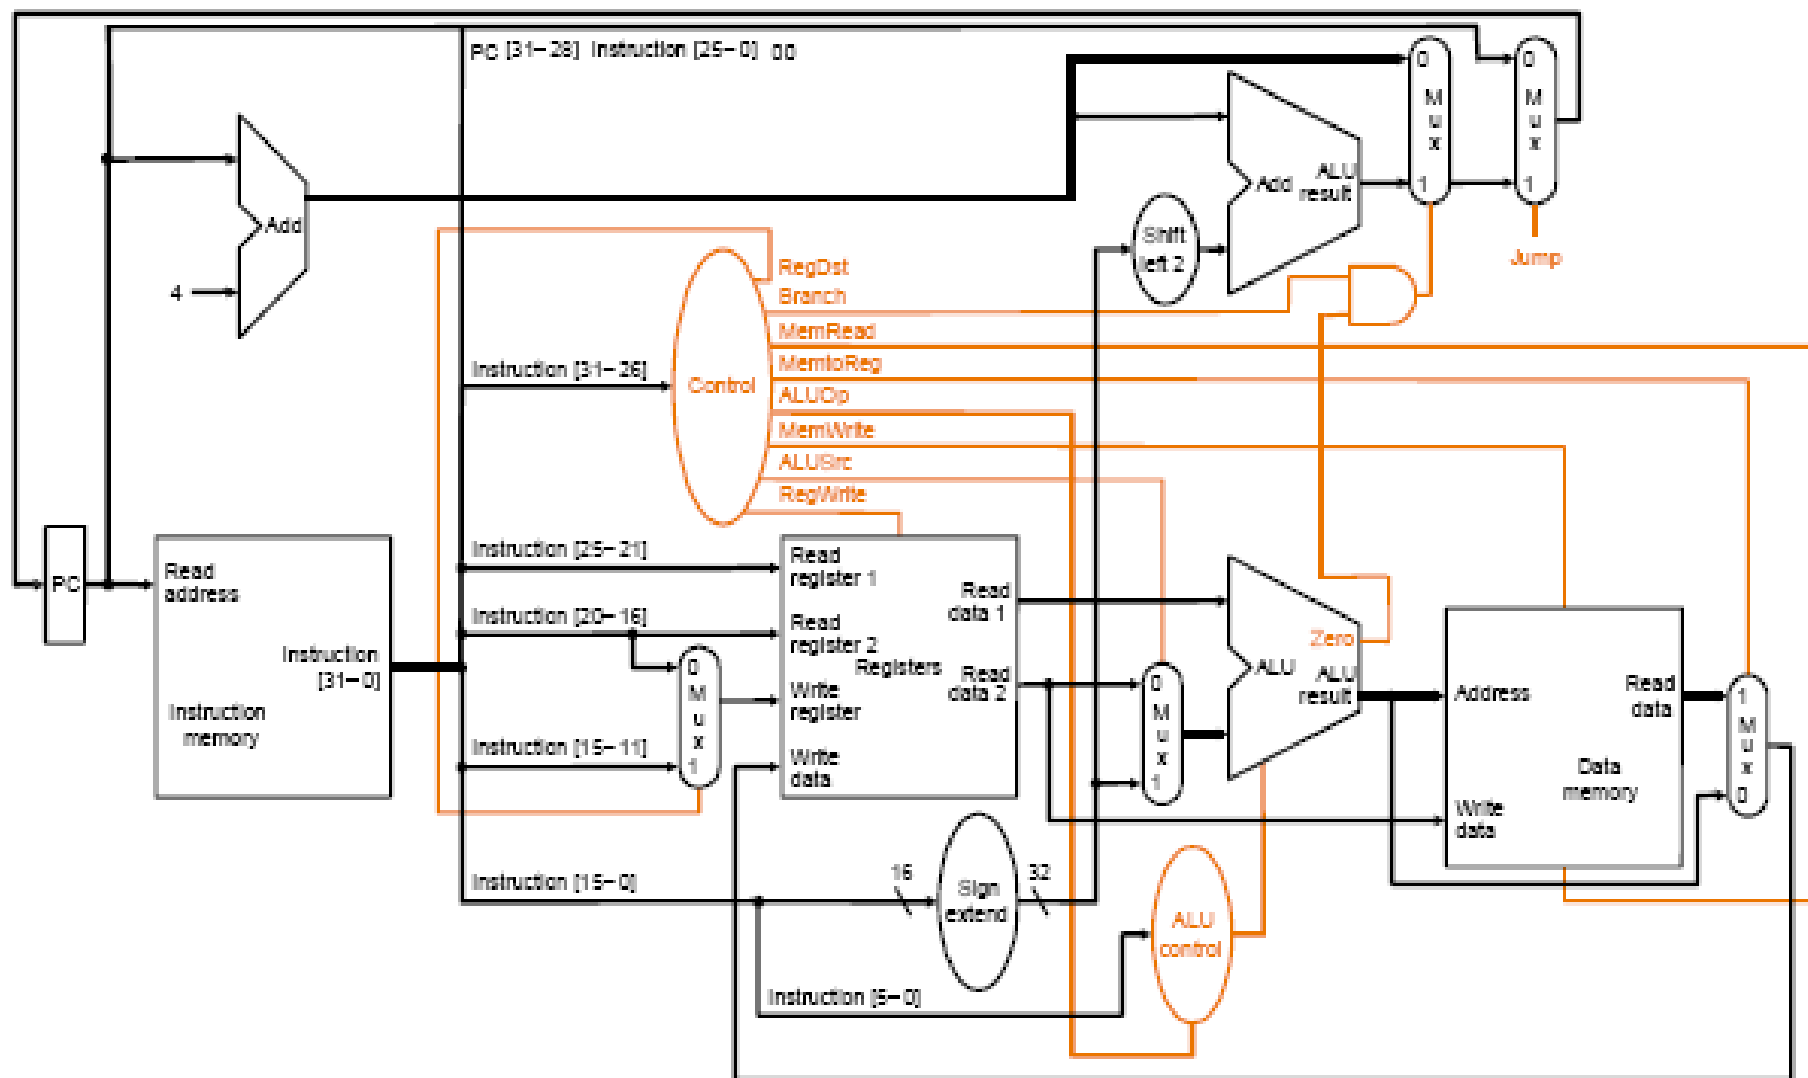 PC [31–28] Instruction [25–0] 00
0
M
u
x
1
0
M
u
x
1
Add
ALU
result
Add
4
Shift
left 2
Jump
RegDst
Branch
MemRead
MemtoReg
ALUOp
MemWrite
ALUSrc
RegWrite
Control
Instruction [31–26]
PC
Read
address
Instruction
[31–0]
Instruction
memory
Instruction [25–21]
Instruction [20–16]
Instruction [15–11]
0
M
u
x
1
Read
register 1
Read
register 2
Registers
Write
register
Write
data
Read
data 1
Read
data 2
0
M
u
x
1
Zero
ALU
ALU
result
Address
Read
data
Data
memory
Write
data
1
M
u
x
0
Instruction [15–0]
16
Sign
extend
32
ALU
control
Instruction [5–0]